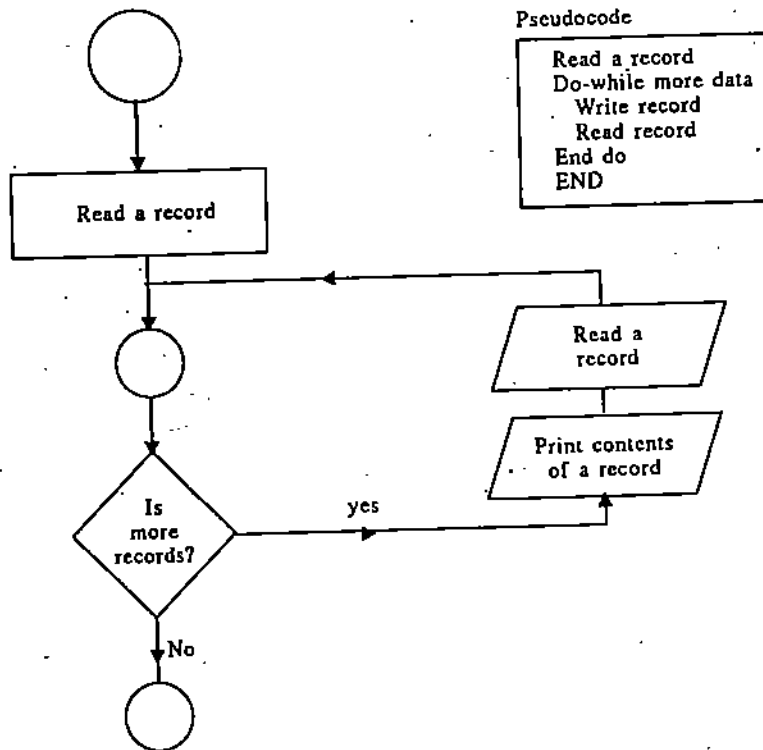 Pseudocode
Read a record
Do-while more data
Write record
Read record
End do
END
Read a record
Read a
record
Print contents
of a record
Is
more
records?
yes
No